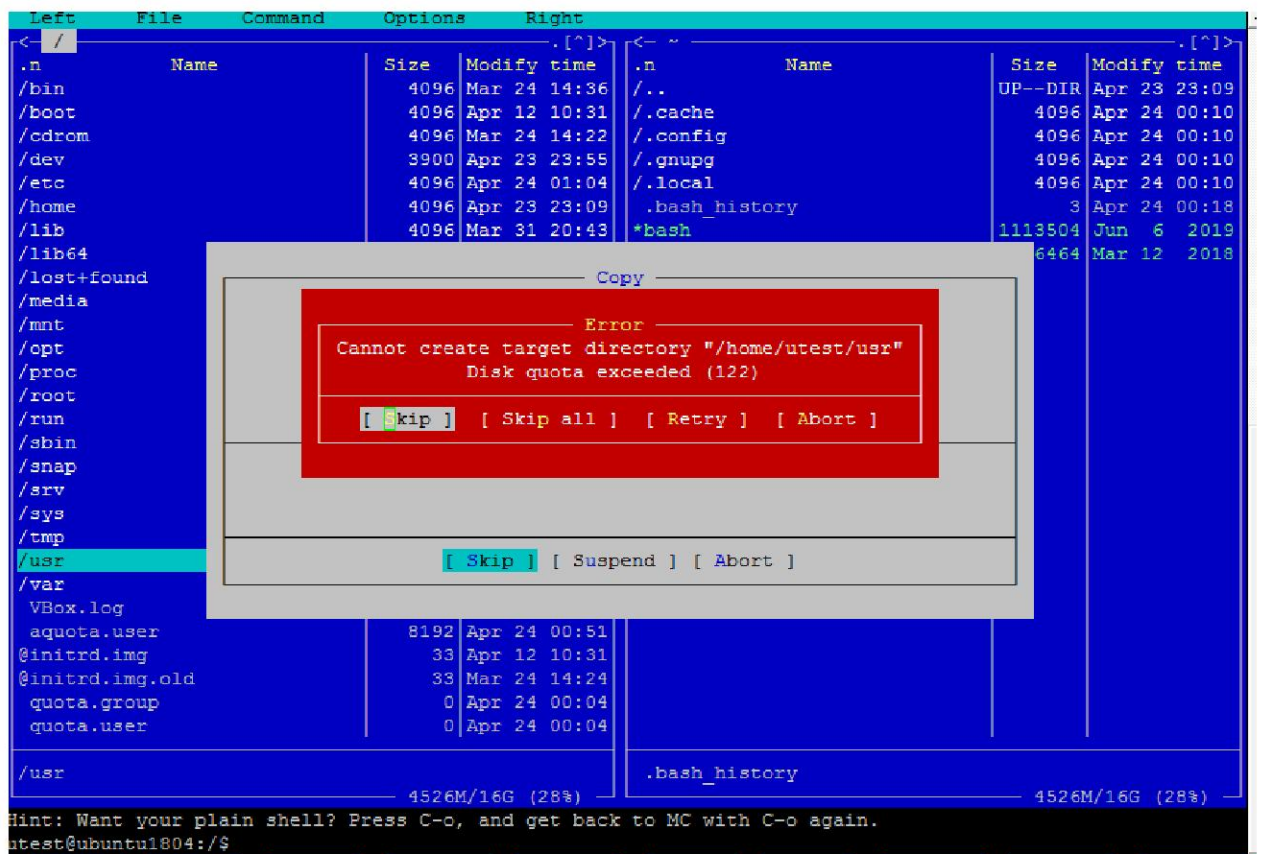 Left File Command Options Right
<- / .[^]> <- ~ .[^]>
.n Name Size Modify time .n Name Size Modify time
/bin 4096 Mar 24 14:36 /.. UP--DIR Apr 23 23:09
/boot 4096 Apr 12 10:31 /.cache 4096 Apr 24 00:10
/cdrom 4096 Mar 24 14:22 /.config 4096 Apr 24 00:10
/dev 3900 Apr 23 23:55 /.gnupg 4096 Apr 24 00:10
/etc 4096 Apr 24 01:04 /.local 4096 Apr 24 00:10
/home 4096 Apr 23 23:09 .bash_history 3 Apr 24 00:18
/lib 4096 Mar 31 20:43 *bash 1113504 Jun 6 2019
/lib64 6464 Mar 12 2018
/lost+found Copy
/media
/mnt Error
/opt Cannot create target directory "/home/utest/usr"
/proc Disk quota exceeded (122)
/root
/run [ Skip ] [ Skip all ] [ Retry ] [ Abort ]
/sbin
/snap
/srv
/sys
/tmp
/usr [ Skip ] [ Suspend ] [ Abort ]
/var
VBox.log
aquota.user 8192 Apr 24 00:51
@initrd.img 33 Apr 12 10:31
@initrd.img.old 33 Mar 24 14:24
quota.group 0 Apr 24 00:04
quota.user 0 Apr 24 00:04
/usr .bash_history
4526M/16G (28%) 4526M/16G (28%)
Hint: Want your plain shell? Press C-o, and get back to MC with C-o again.
utest@ubuntu1804:/$